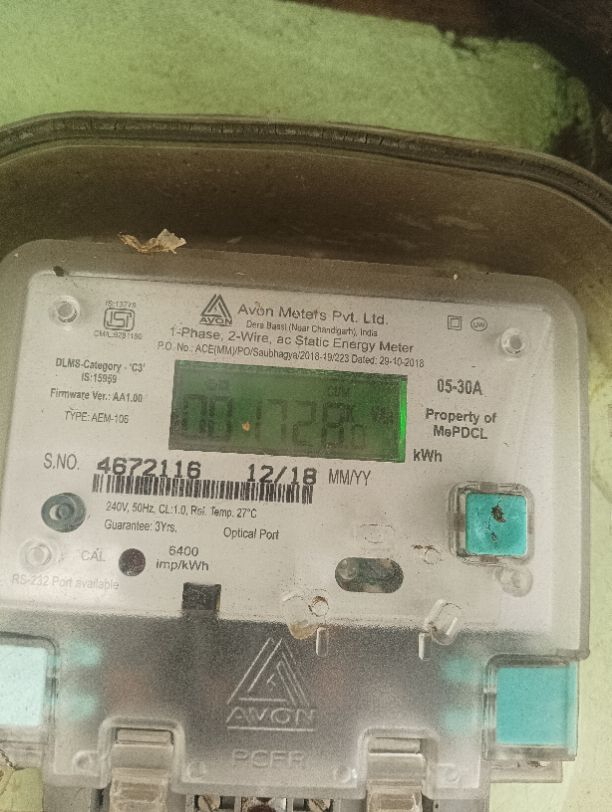 IS:13779
ISI
AVON
Avon Meters Pvt. Ltd.
Dera Bassi (Near Chandigarh), India
1-Phase, 2-Wire, ac Static Energy Meter
P.O. No.: ACE(MM)/PO/Saubhagya/2018-19/223 Dated: 29-10-2018
DLMS-Category - 'C3'
IS:15959
Firmware Ver.: AA1.00
TYPE: AEM-105
CUM
001728
kWh
05-30A
Property of
MePDCL
S.NO. 4672116 12/18 MM/YY
240V, 50Hz, CL:1.0, Ref. Temp. 27°C
Guarantee: 3Yrs. Optical Port
CAL 6400
imp/kWh
RS-232 Port available
AVON